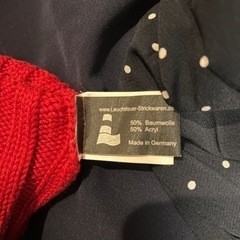 www.Leuchtfeuer-Strickwaren.de
50% Baumwolle
50% Acryl
Made in Germany